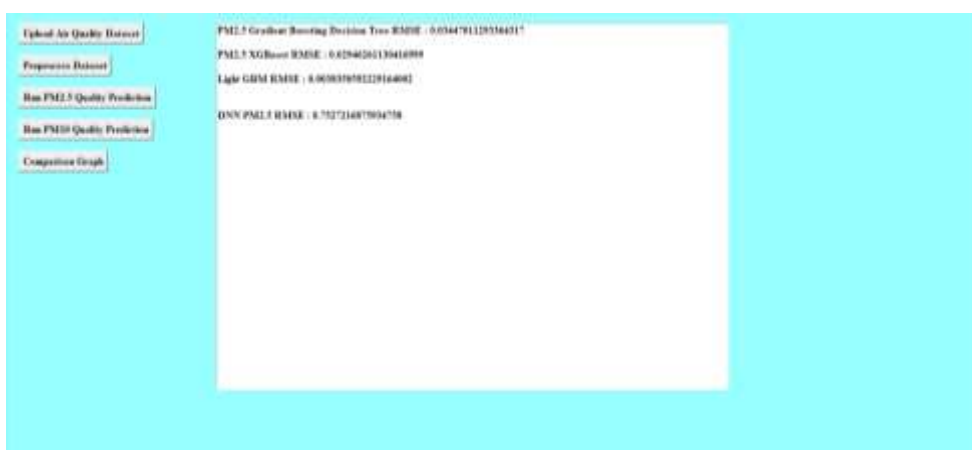 Upload Air Quality Dataset
Preprocess Dataset
Run PM2.5 Quality Prediction
Run PM10 Quality Prediction
Comparison Graph
PM2.5 Gradient Boosting Decision Tree RMSE :
PM2.5 XGBoost RMSE :
Light GBM RMSE :
DNN PM2.5 RMSE :